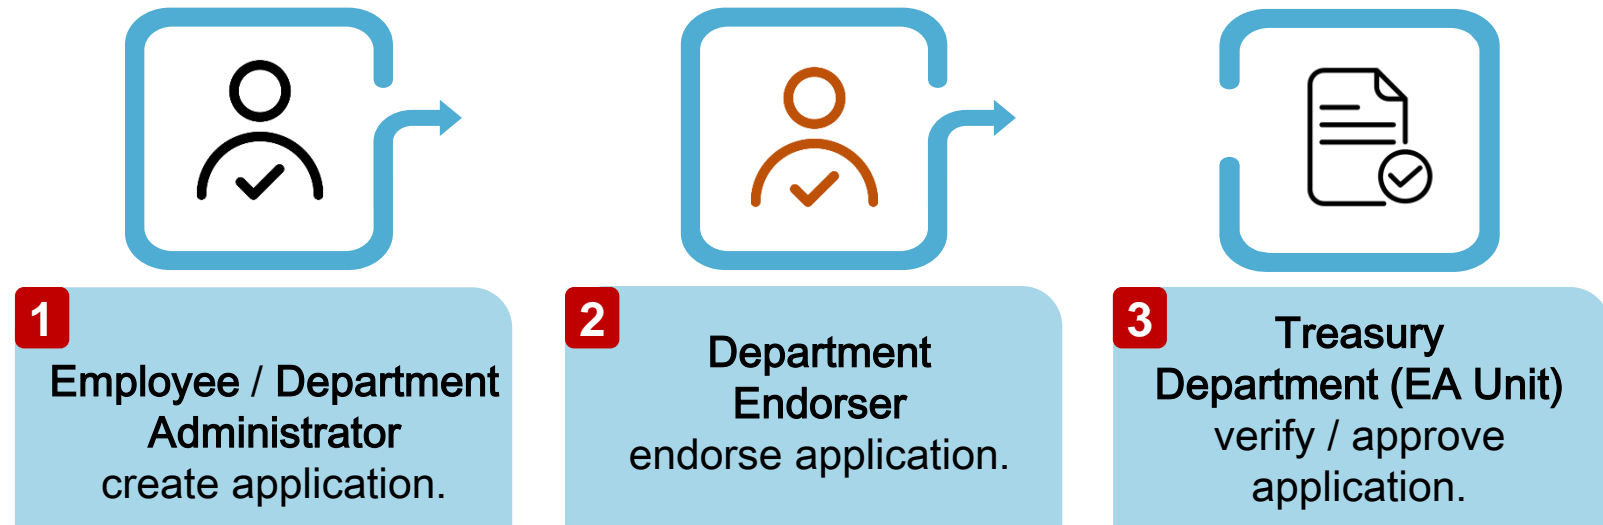 1
Employee / Department
Administrator
create application.
2
Department
Endorser
endorse application.
3
Treasury
Department (EA Unit)
verify / approve
application.